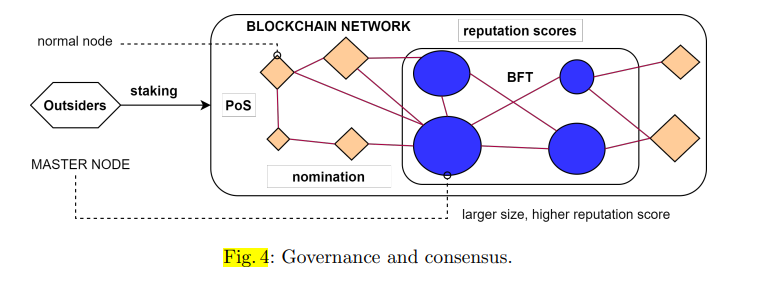 BLOCKCHAIN NETWORK
reputation scores
normal node
BFT
staking
Outsiders
PoS
MASTER NODE
nomination
larger size, higher reputation score
Fig. 4: Governance and consensus.